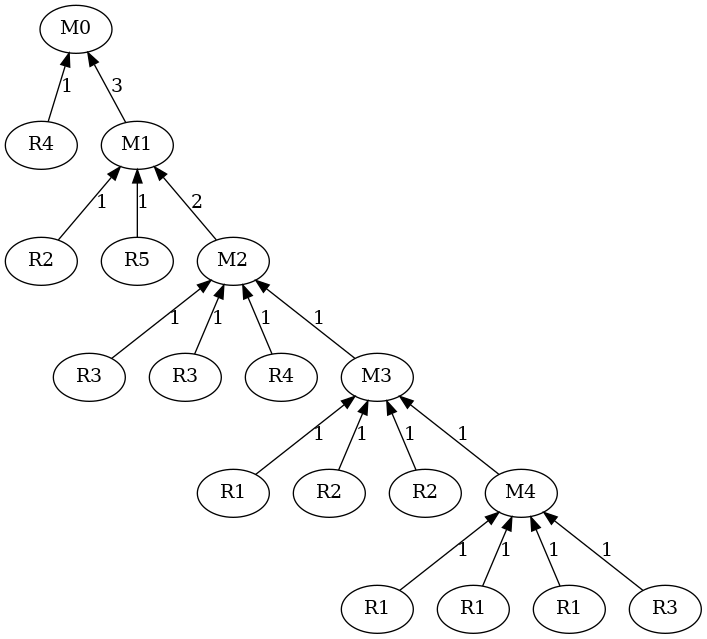 M0
1 3
R4 M1
1 1 2
R2 R5 M2
1 1 1 1
R3 R3 R4 M3
1 1 1 1
R1 R2 R2 M4
1 1 1 1
R1 R1 R1 R3